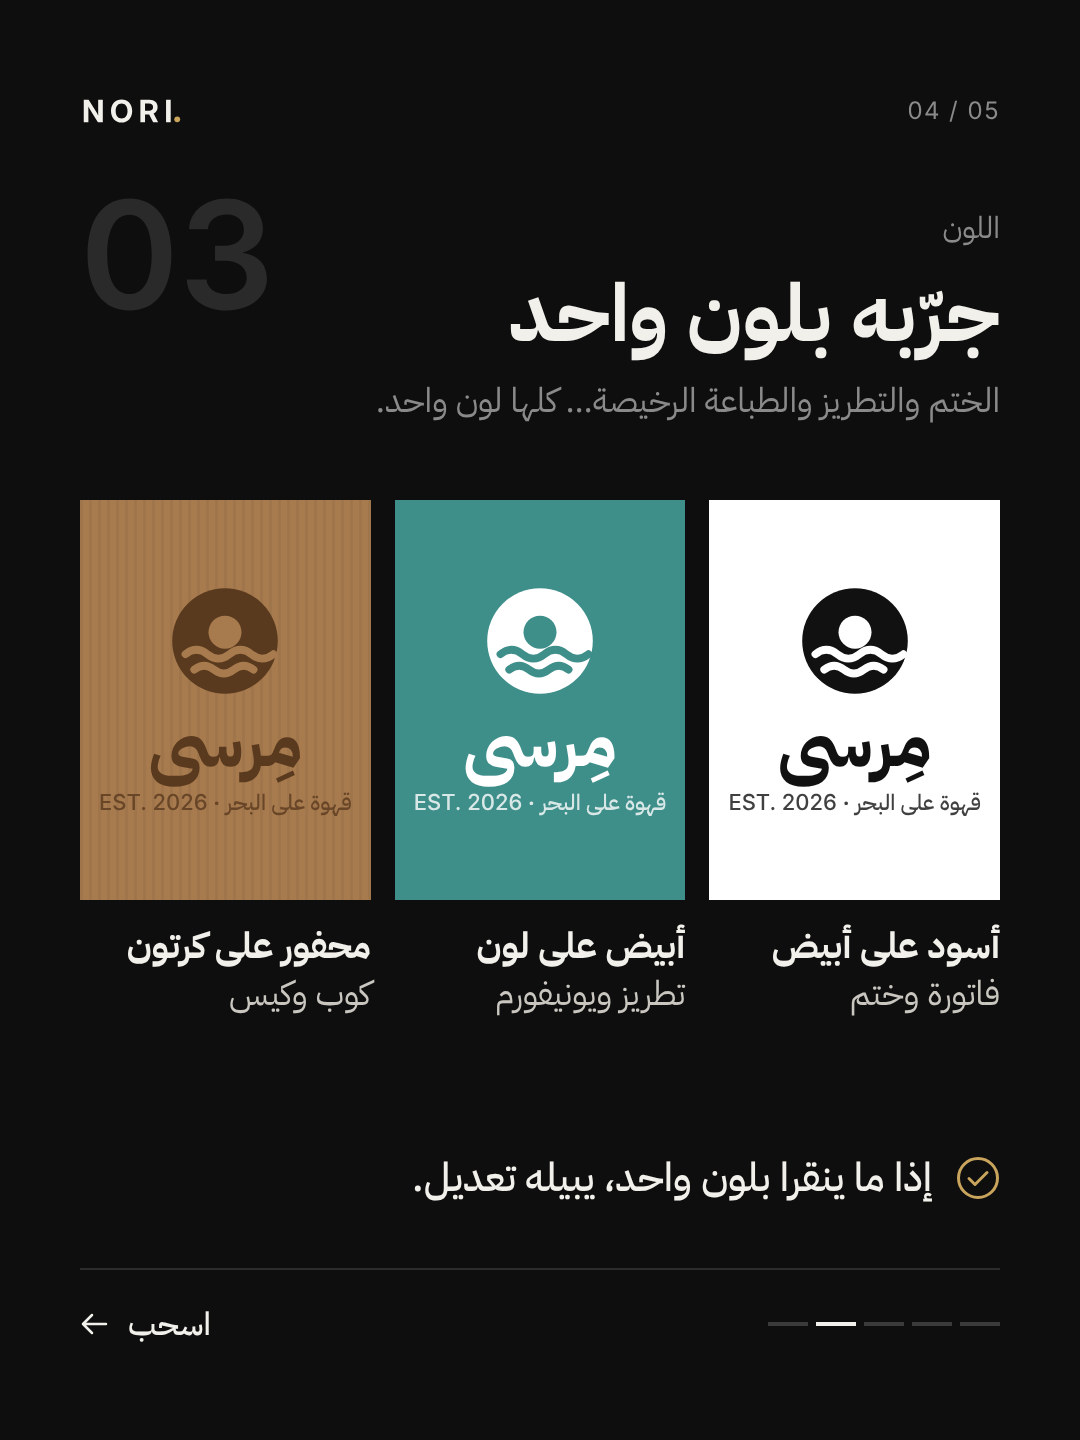 NORI.
04 / 05
03
اللون
جرّبه بلون واحد
الختم والتطريز والطباعة الرخيصة... كلها لون واحد.
مِرسى
قهوة على البحر · EST. 2026
أسود على أبيض
فاتورة وختم
مِرسى
قهوة على البحر · EST. 2026
أبيض على لون
تطريز ويونيفورم
مِرسى
قهوة على البحر · EST. 2026
محفور على كرتون
كوب وكيس
إذا ما ينقرا بلون واحد، يبيله تعديل.
اسحب